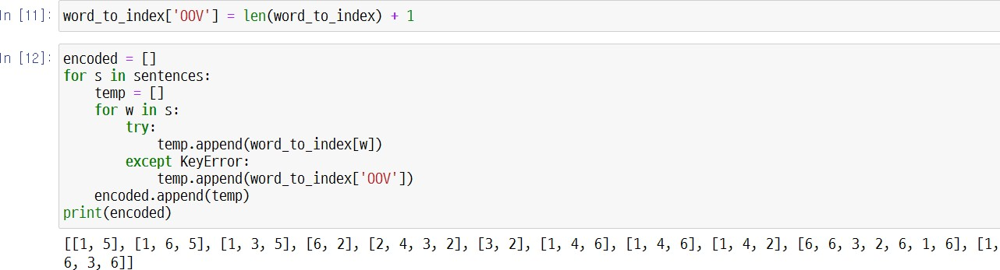 In [11]: word_to_index['OOV'] = len(word_to_index) + 1
In [12]: encoded = []
for s in sentences:
    temp = []
    for w in s:
        try:
            temp.append(word_to_index[w])
        except KeyError:
            temp.append(word_to_index['OOV'])
    encoded.append(temp)
print(encoded)
[[1, 5], [1, 6, 5], [1, 3, 5], [6, 2], [2, 4, 3, 2], [3, 2], [1, 4, 6], [1, 4, 6], [1, 4, 2], [6, 6, 3, 2, 6, 1, 6], [1,
6, 3, 6]]